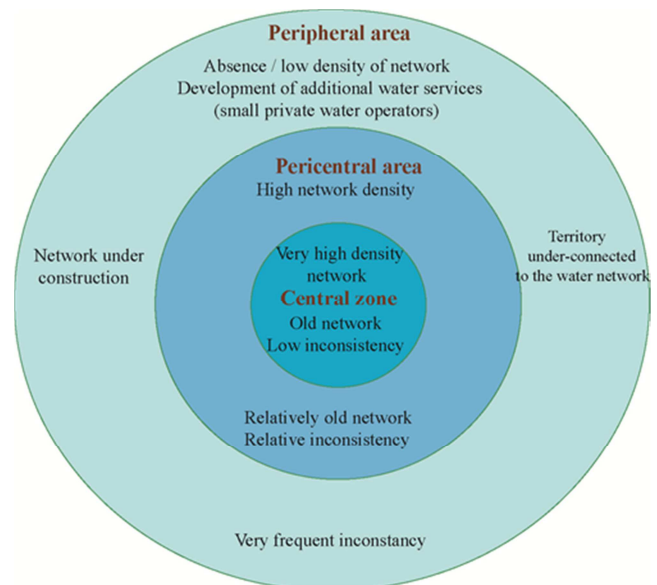 Peripheral area
Absence / low density of network
Development of additional water services
(small private water operators)
Pericentral area
High network density
Network under
construction
Very high density
network
Central zone
Old network
Low inconsistency
Territory
under-connected
to the water network
Relatively old network
Relative inconsistency
Very frequent inconstancy